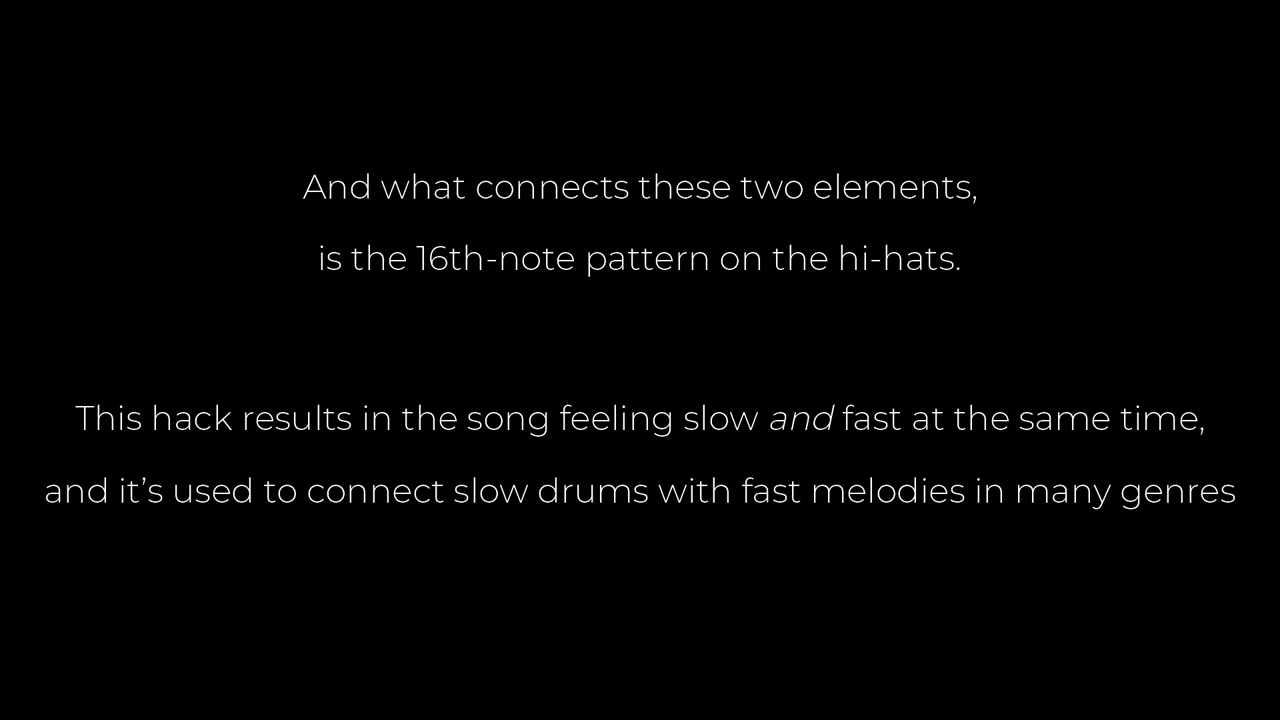 And what connects these two elements,
is the 16th-note pattern on the hi-hats.
This hack results in the song feeling slow and fast at the same time,
and it’s used to connect slow drums with fast melodies in many genres